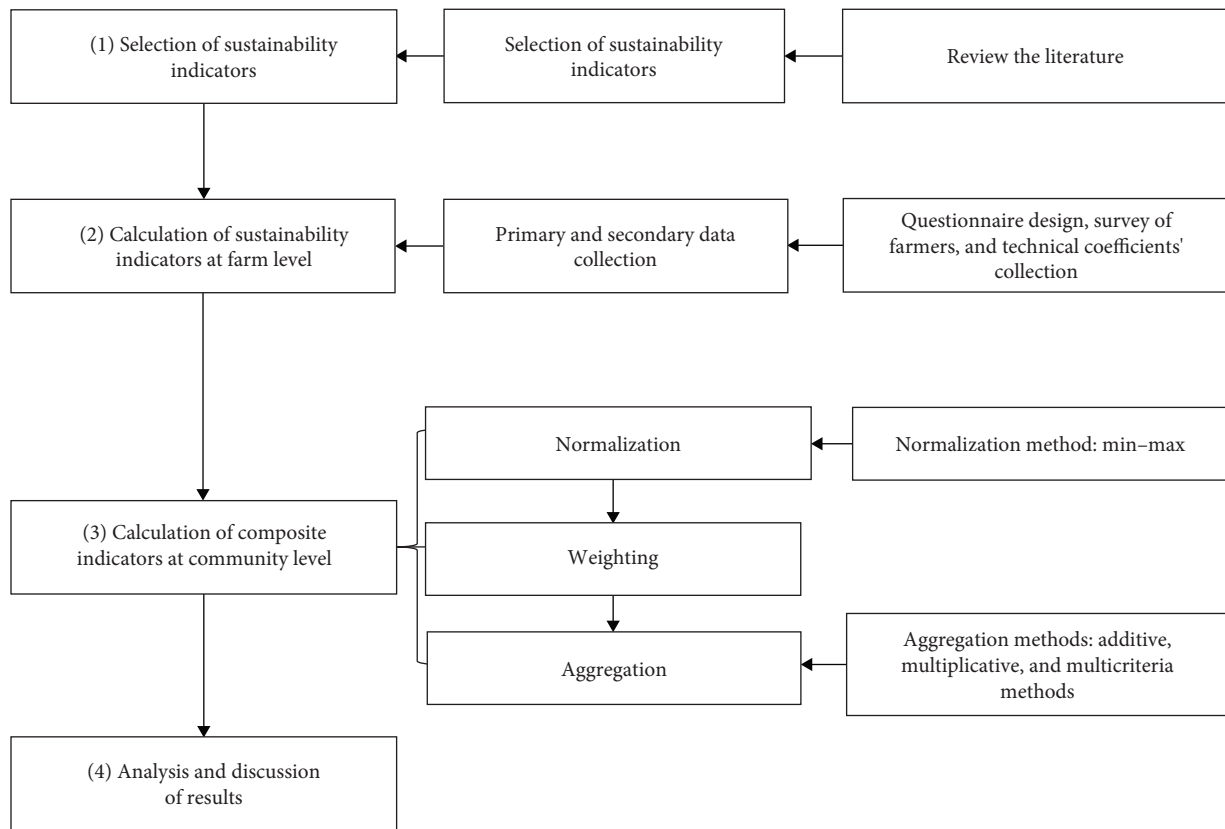 (1) Selection of sustainability
indicators
Selection of sustainability
indicators
Review the literature
(2) Calculation of sustainability
indicators at farm level
Primary and secondary data
collection
Questionnaire design, survey of
farmers, and technical coefficients'
collection
Normalization
Normalization method: min–max
(3) Calculation of composite
indicators at community level
Weighting
Aggregation
Aggregation methods: additive,
multiplicative, and multicriteria
methods
(4) Analysis and discussion
of results